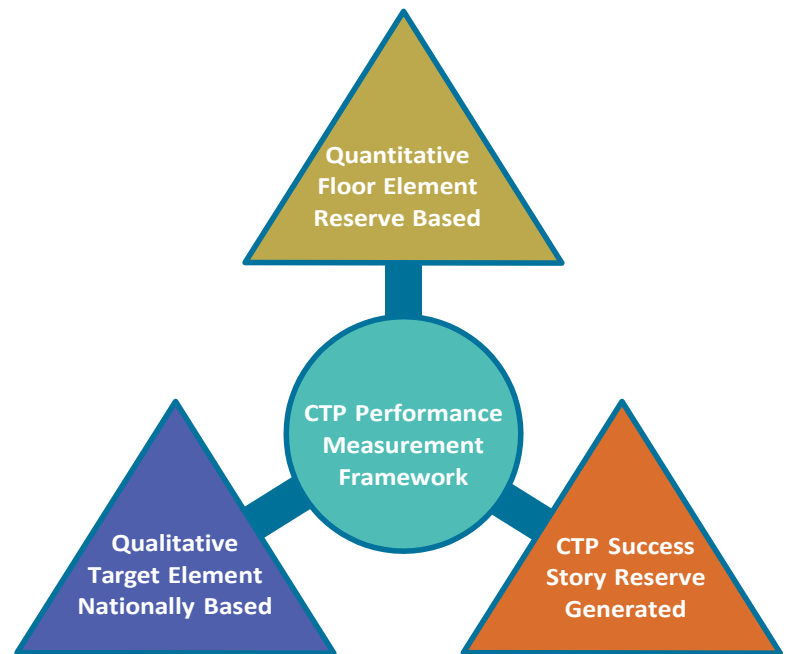 Quantitative
Floor Element
Reserve Based
CTP Performance
Measurement
Framework
Qualitative
Target Element
Nationally Based
CTP Success
Story Reserve
Generated